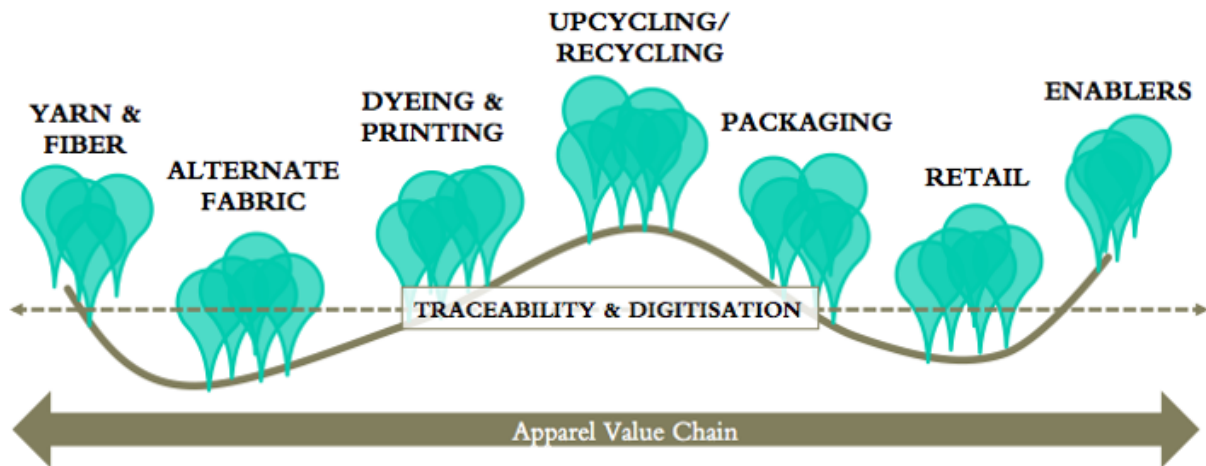 UPCYCLING/
RECYCLING
YARN &
FIBER
DYEING &
PRINTING
ENABLERS
PACKAGING
ALTERNATE
FABRIC
RETAIL
TRACEABILITY & DIGITISATION
Apparel Value Chain